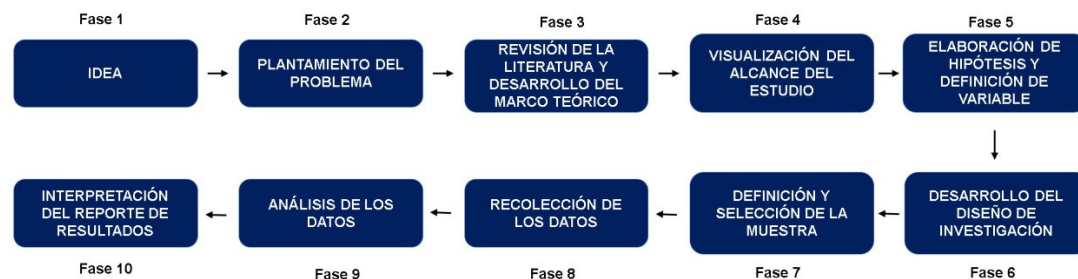 Fase 1
IDEA
Fase 2
PLANTAMIENTO DEL
PROBLEMA
Fase 3
REVISIÓN DE LA
LITERATURA Y
DESARROLLO DEL
MARCO TEÓRICO
Fase 4
VISUALIZACIÓN DEL
ALCANCE DEL
ESTUDIO
Fase 5
ELABORACIÓN DE
HIPÓTESIS Y
DEFINICIÓN DE
VARIABLE
DESARROLLO DEL
DISEÑO DE
INVESTIGACIÓN
Fase 6
DEFINICIÓN Y
SELECCIÓN DE LA
MUESTRA
Fase 7
RECOLECCIÓN DE
LOS DATOS
Fase 8
ANÁLISIS DE LOS
DATOS
Fase 9
INTERPRETACIÓN
DEL REPORTE DE
RESULTADOS
Fase 10